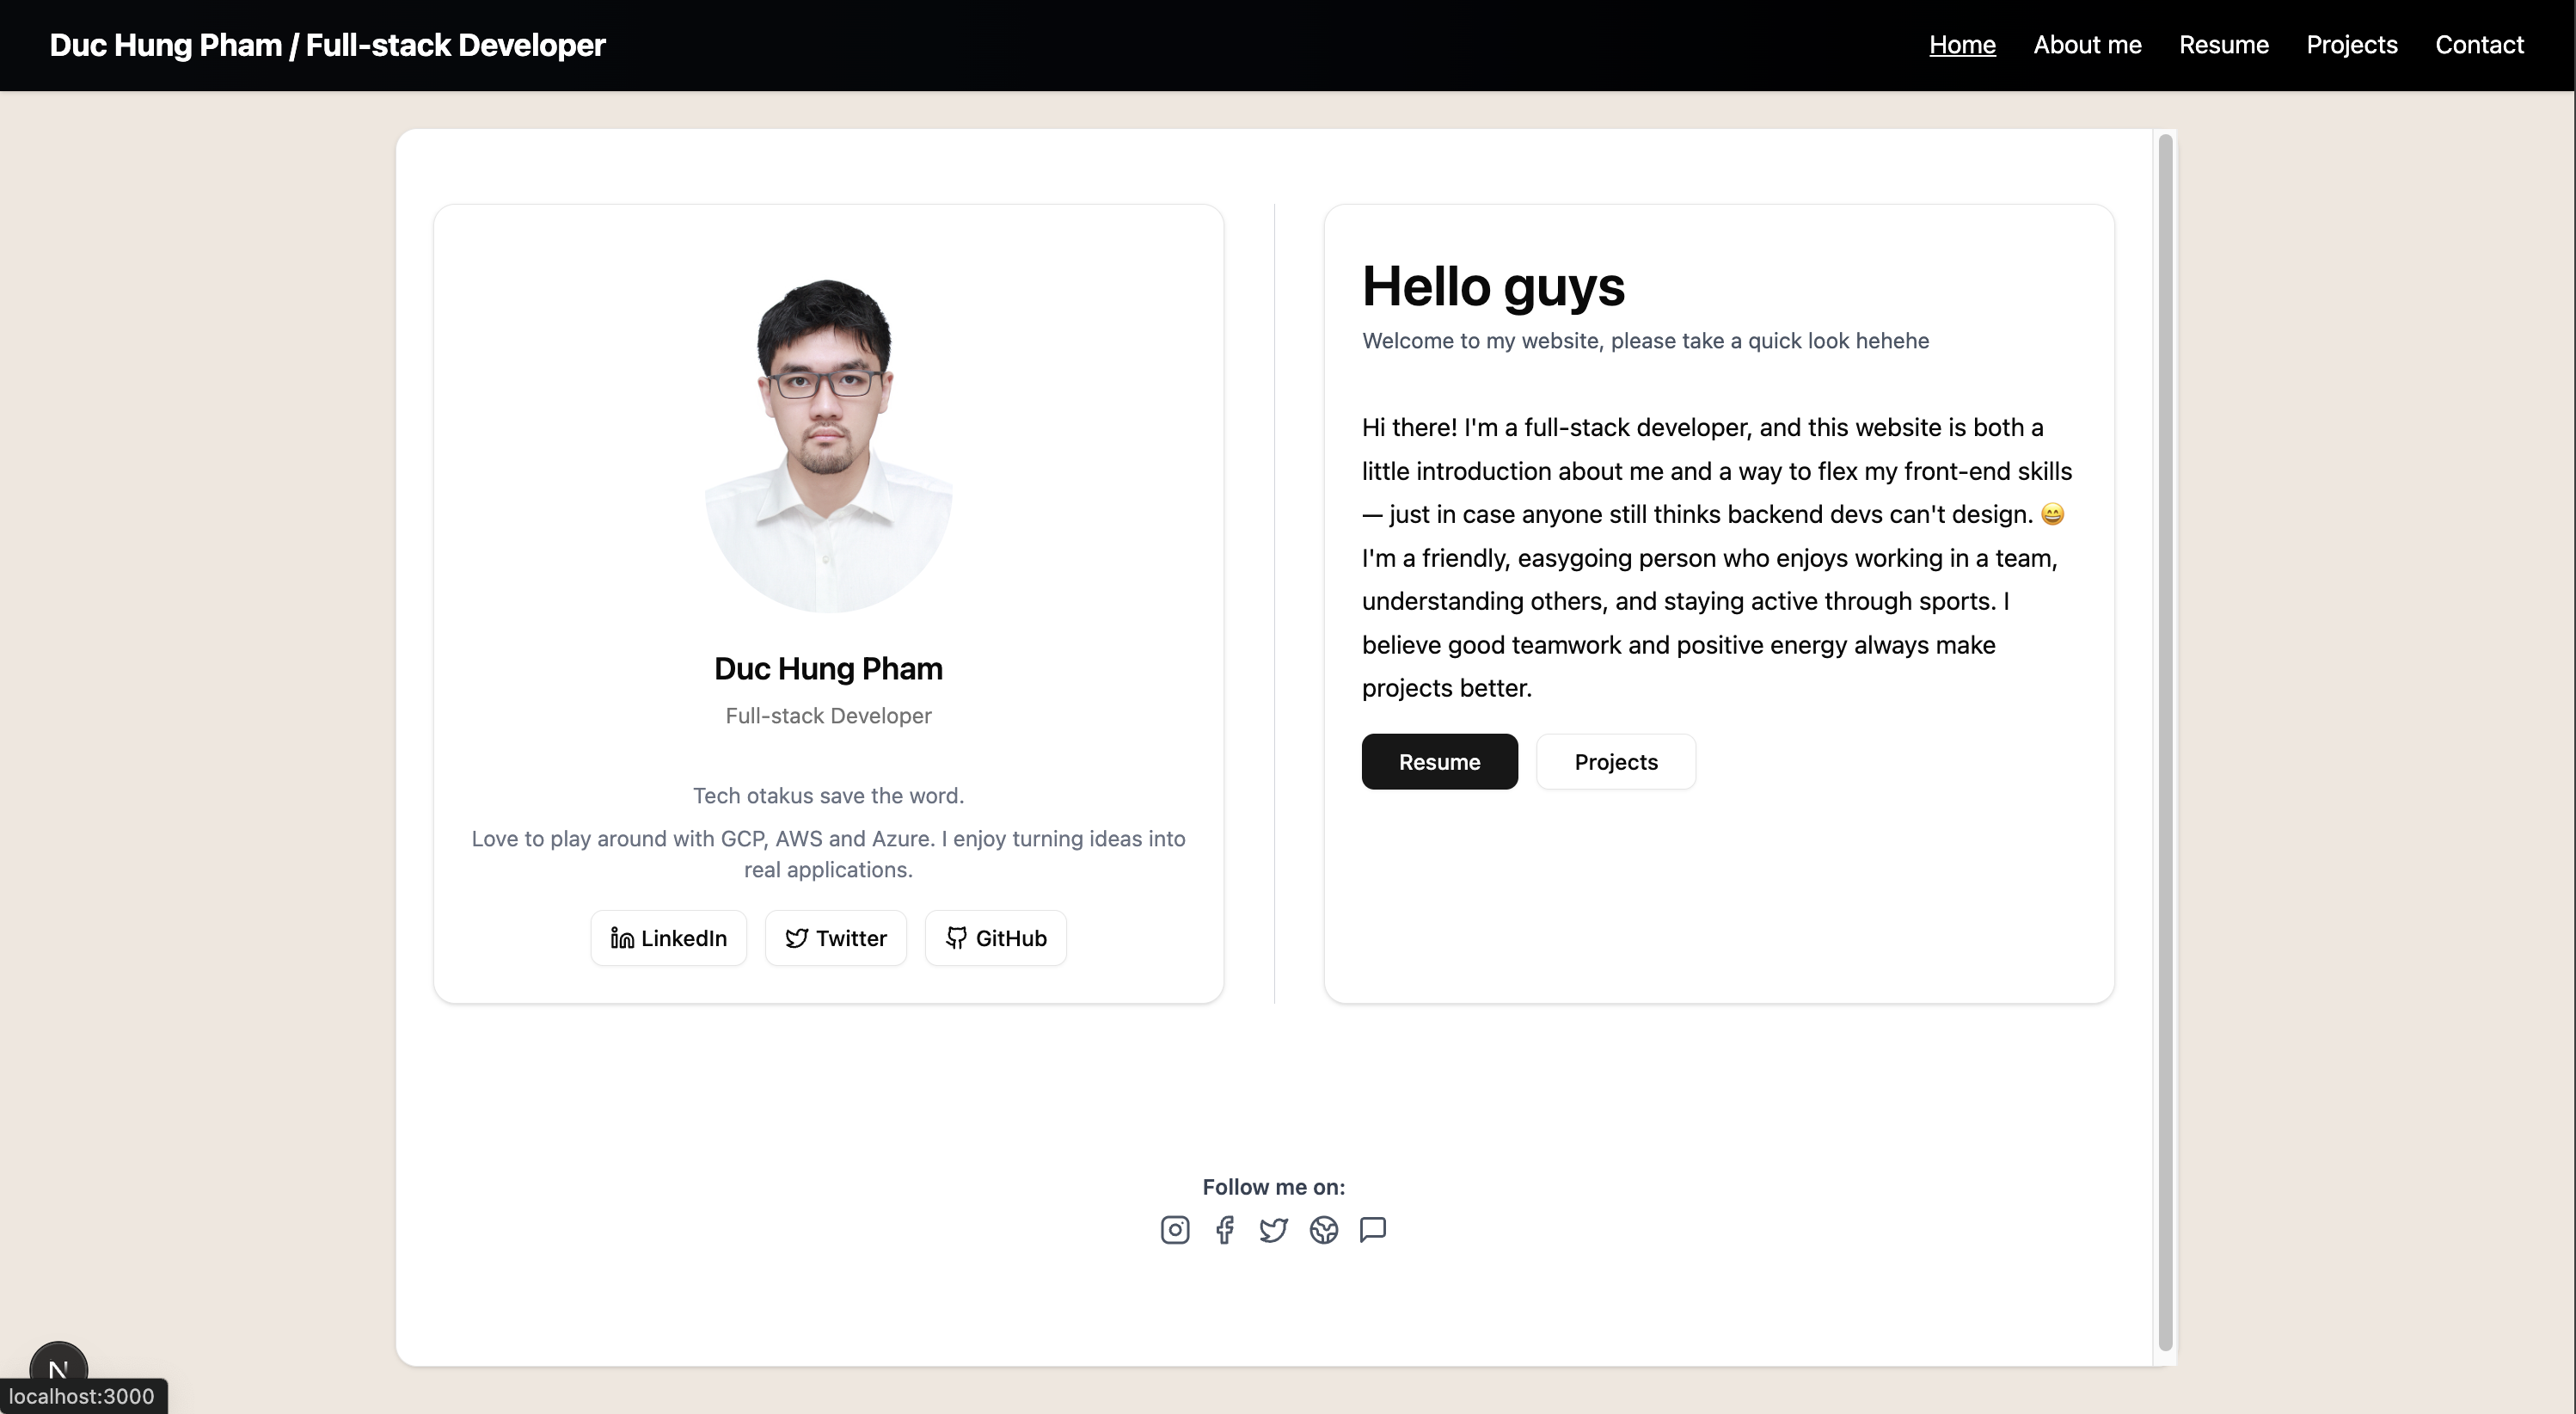 Duc Hung Pham / Full-stack Developer
Home About me Resume Projects Contact
Duc Hung Pham
Full-stack Developer
Tech otakus save the word.
Love to play around with GCP, AWS and Azure. I enjoy turning ideas into
real applications.
LinkedIn Twitter GitHub
Hello guys
Welcome to my website, please take a quick look hehehe
Hi there! I'm a full-stack developer, and this website is both a
little introduction about me and a way to flex my front-end skills
— just in case anyone still thinks backend devs can't design. 😄
I'm a friendly, easygoing person who enjoys working in a team,
understanding others, and staying active through sports. I
believe good teamwork and positive energy always make
projects better.
Resume Projects
Follow me on:
N
localhost:3000